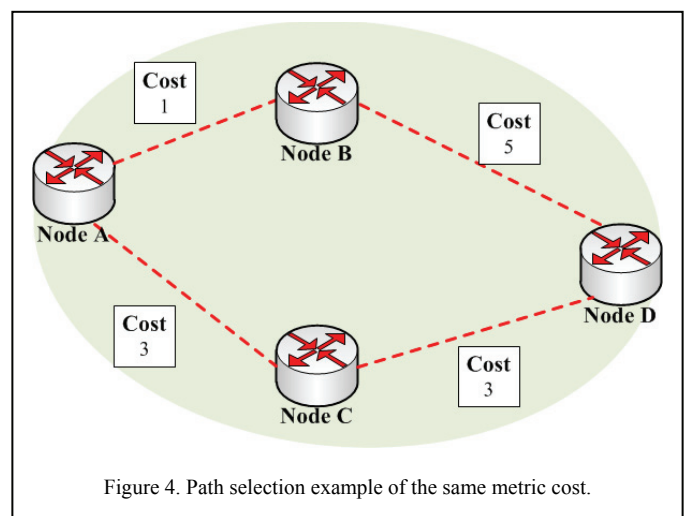 Cost
1
Node B
Cost
5
Node A
Node D
Cost
3
Cost
3
Node C
Figure 4. Path selection example of the same metric cost.